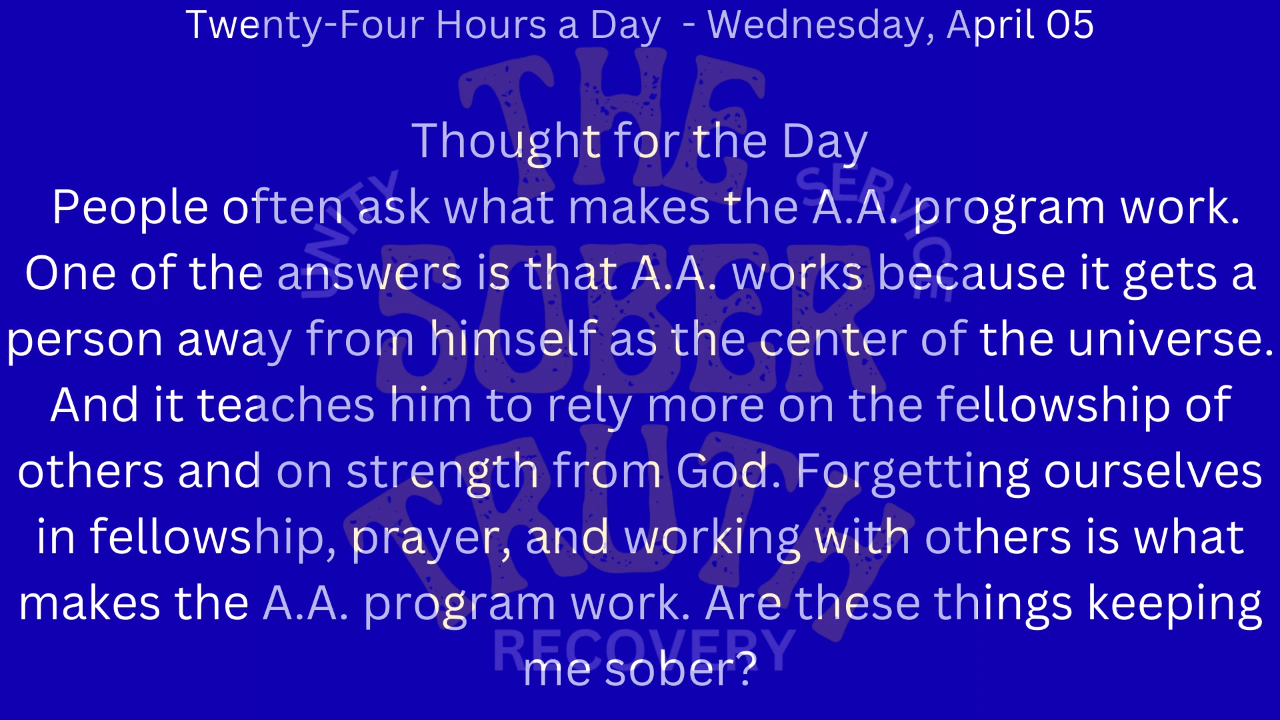 Twenty-Four Hours a Day - Wednesday, April 05
Thought for the Day
People often ask what makes the A.A. program work.
One of the answers is that A.A. works because it gets a
person away from himself as the center of the universe.
And it teaches him to rely more on the fellowship of
others and on strength from God. Forgetting ourselves
in fellowship, prayer, and working with others is what
makes the A.A. program work. Are these things keeping
me sober?
THE
UNITY
SERVICE
SOBER
TRUTH
RECOVERY